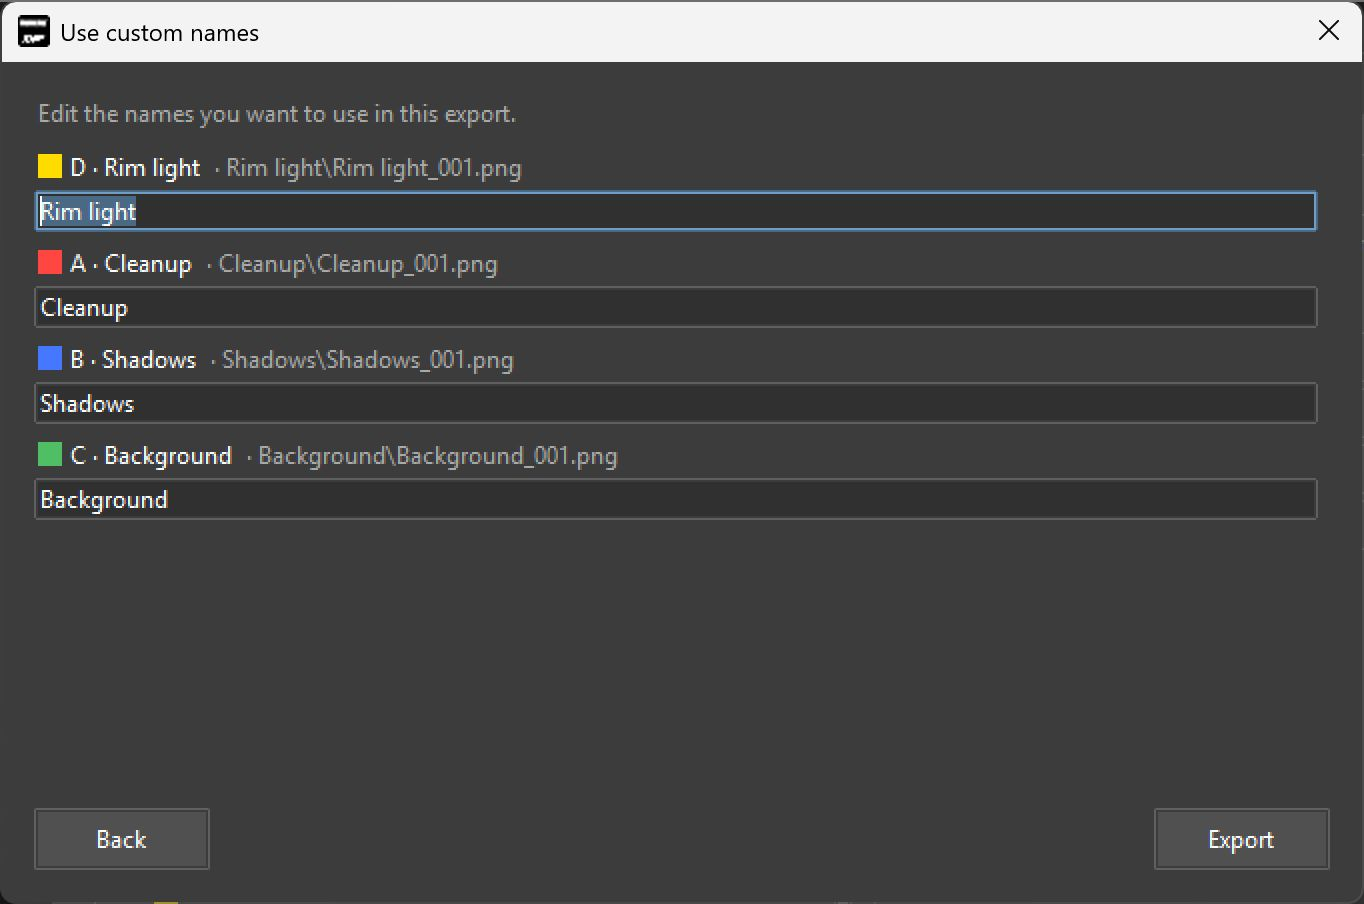 Use custom names
Edit the names you want to use in this export.
D · Rim light · Rim light\Rim light_001.png
Rim light
A · Cleanup · Cleanup\Cleanup_001.png
Cleanup
B · Shadows · Shadows\Shadows_001.png
Shadows
C · Background · Background\Background_001.png
Background
Back
Export